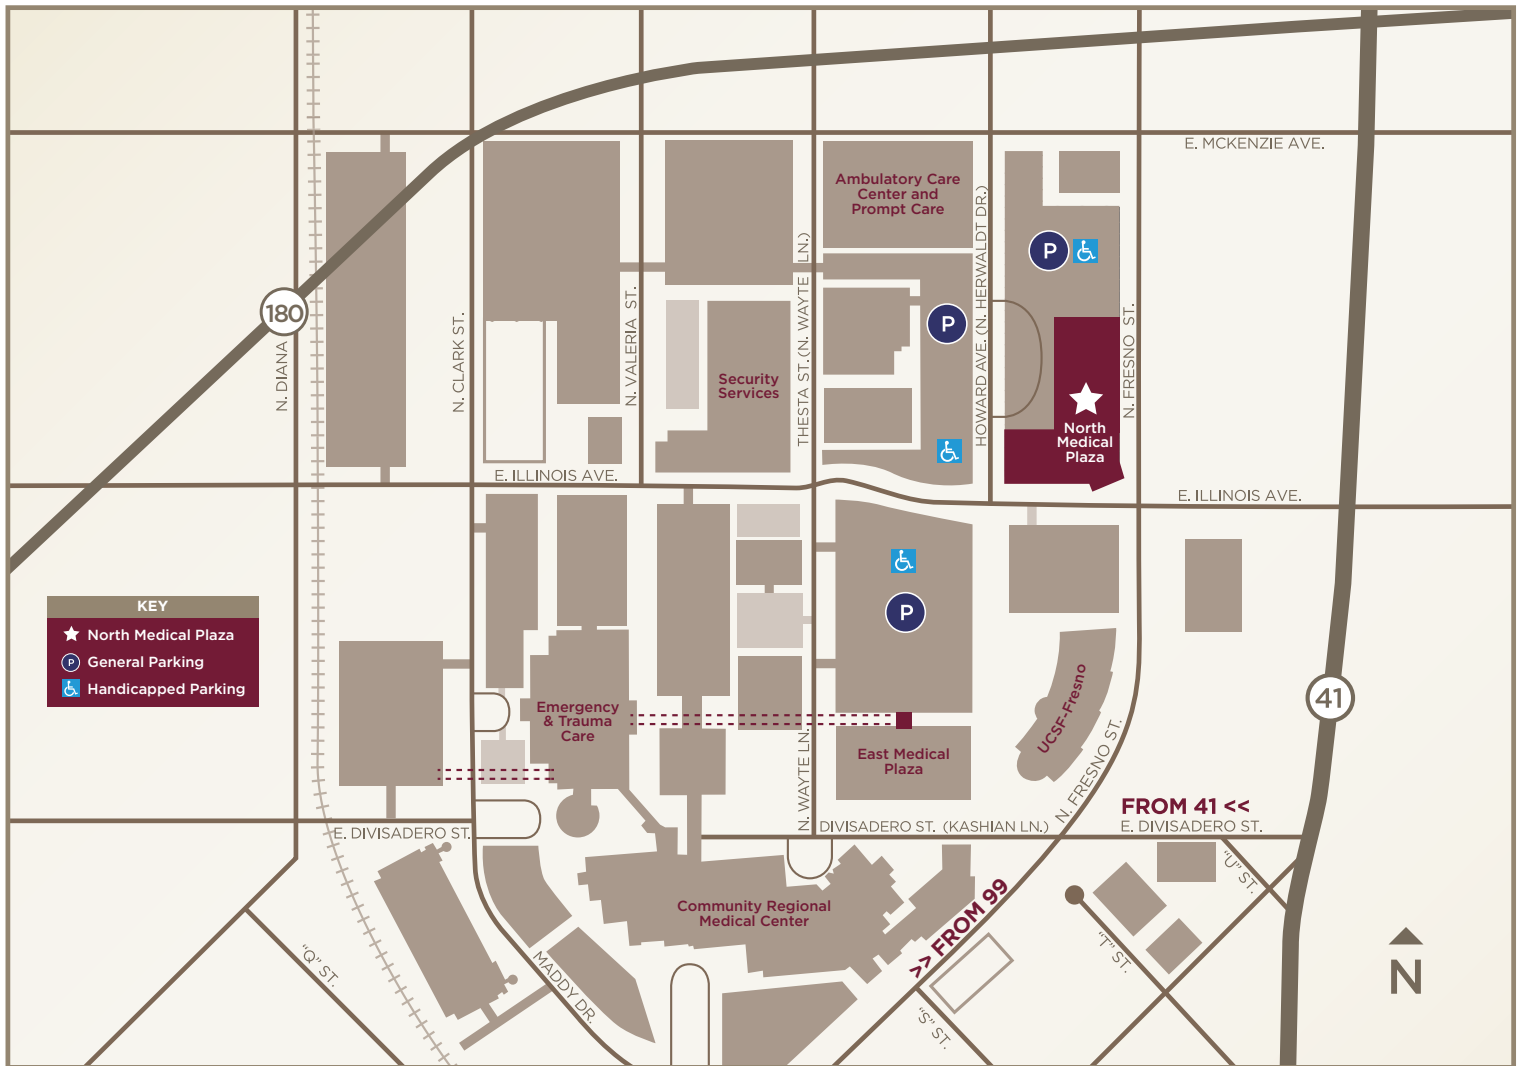 E. MCKENZIE AVE.
Ambulatory Care
Center and
Prompt Care
P
180
N. DIANA
N. CLARK ST.
N. VALERIA ST.
THESTA ST. (N. WAYTE LN.)
HOWARD AVE. (N. HERWALDT DR.)
N. FRESNO ST.
P
Security
Services
North
Medical
Plaza
E. ILLINOIS AVE.
E. ILLINOIS AVE.
KEY
North Medical Plaza
P General Parking
Handicapped Parking
P
Emergency
& Trauma
Care
UCSF-Fresno
41
East Medical
Plaza
N. WAYTE LN.
N. FRESNO ST.
FROM 41 <<
E. DIVISADERO ST.
DIVISADERO ST. (KASHIAN LN.)
E. DIVISADERO ST.
"U" ST.
Community Regional
Medical Center
>> FROM 99
"T" ST.
"Q" ST.
MADDY DR.
"S" ST.
N